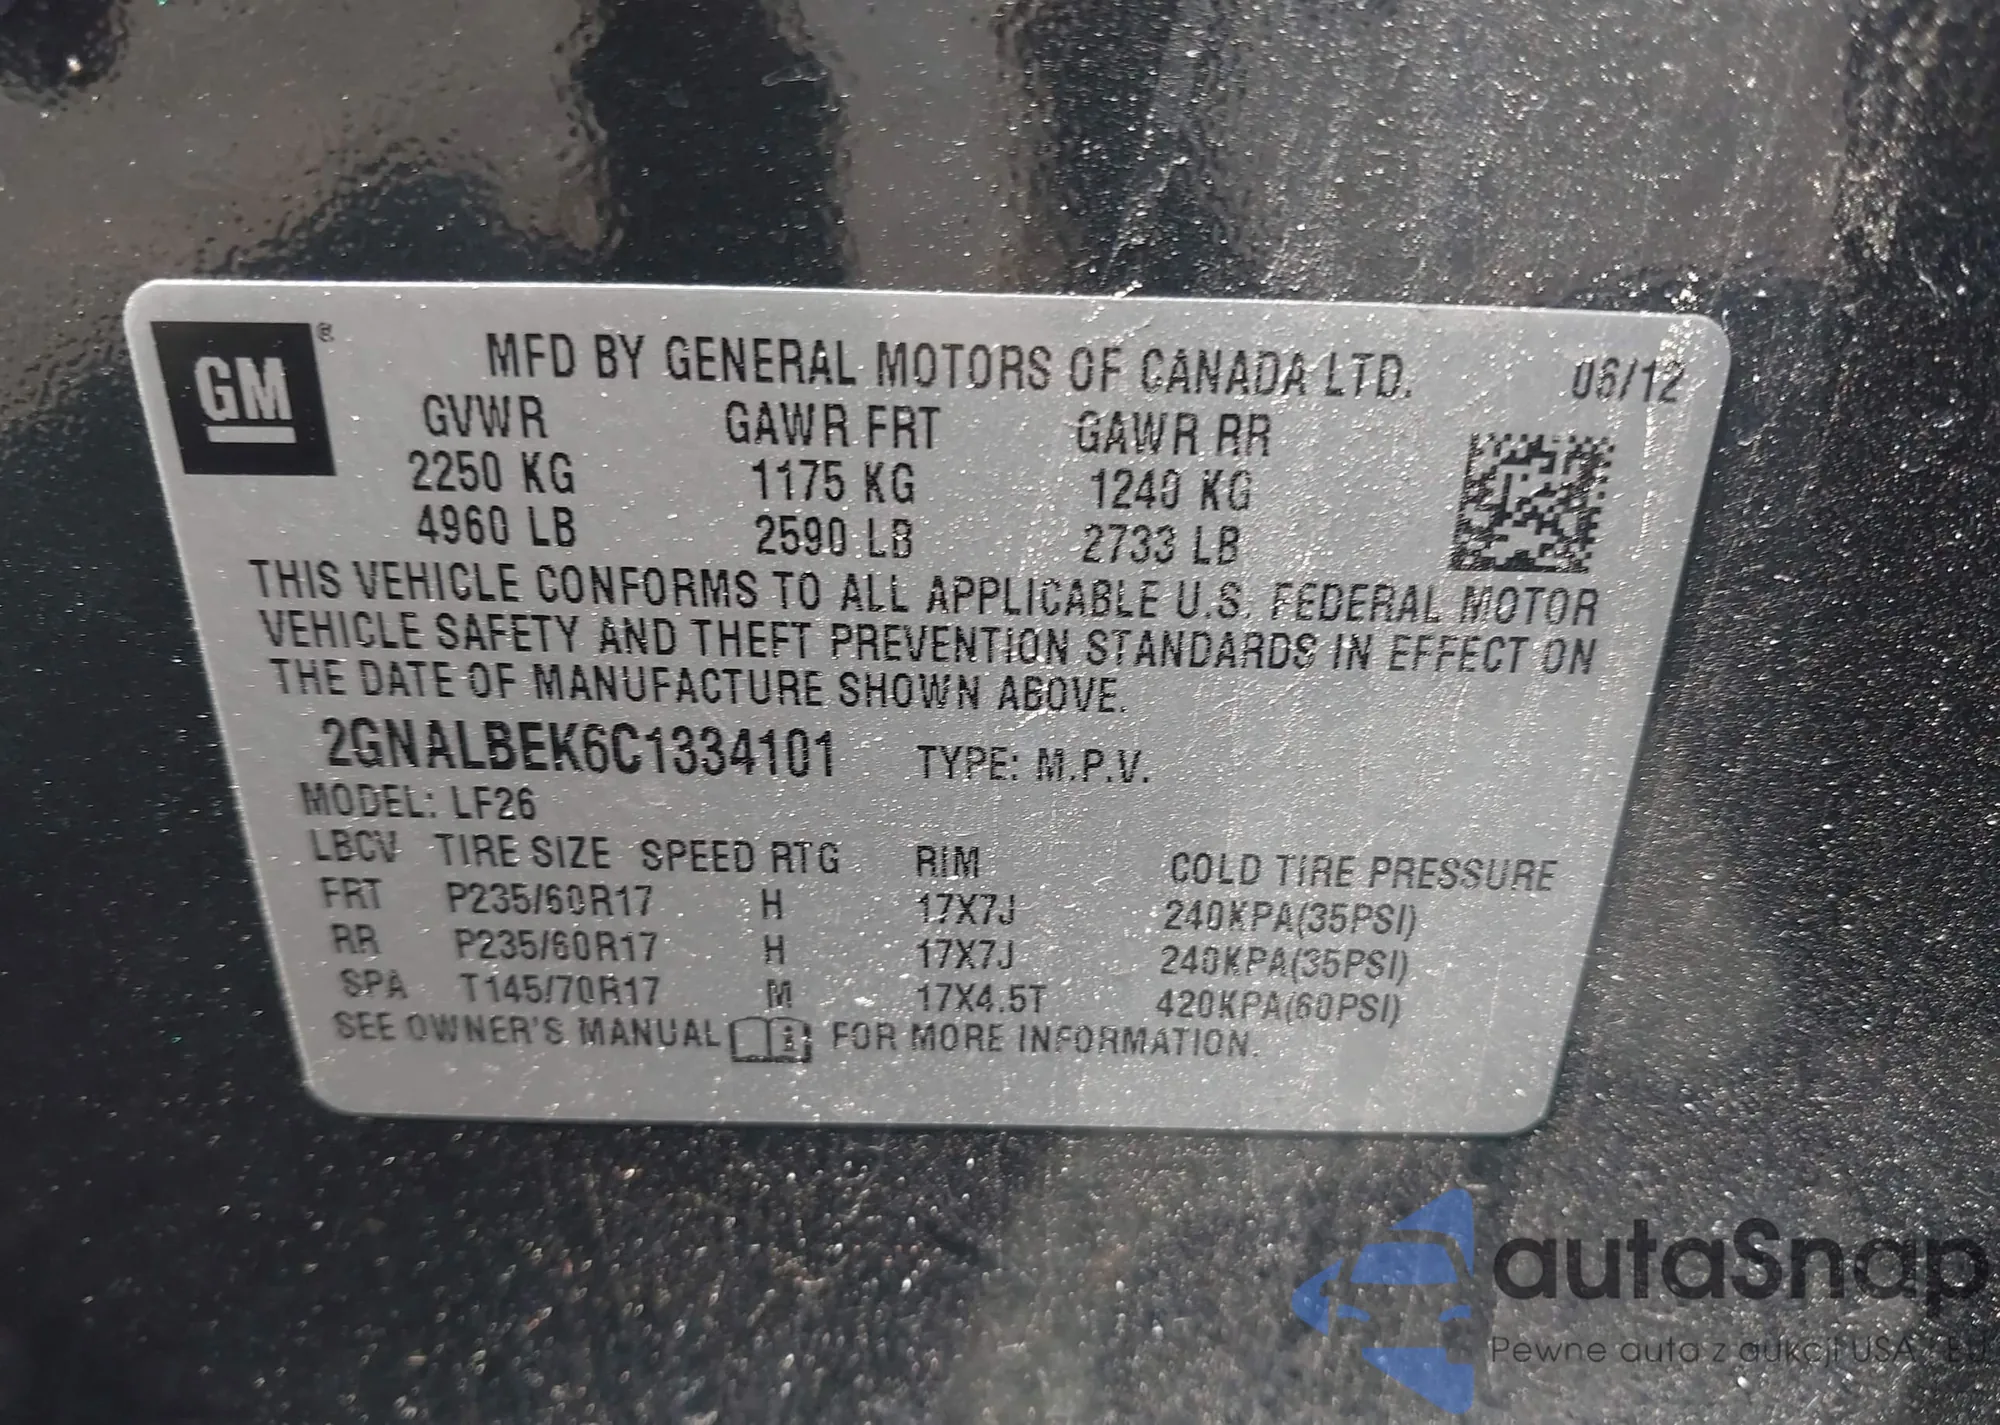 GM®
MFD BY GENERAL MOTORS OF CANADA LTD. 06/12
GVWR GAWR FRT GAWR RR
2250 KG 1175 KG 1240 KG
4960 LB 2590 LB 2733 LB
THIS VEHICLE CONFORMS TO ALL APPLICABLE U.S. FEDERAL MOTOR
VEHICLE SAFETY AND THEFT PREVENTION STANDARDS IN EFFECT ON
THE DATE OF MANUFACTURE SHOWN ABOVE.
2GNALBEK6C1334101 TYPE: M.P.V.
MODEL: LF26
LBCV TIRE SIZE SPEED RTG RIM COLD TIRE PRESSURE
FRT P235/60R17 H 17X7J 240KPA(35PSI)
RR P235/60R17 H 17X7J 240KPA(35PSI)
SPA T145/70R17 M 17X4.5T 420KPA(60PSI)
SEE OWNER'S MANUAL FOR MORE INFORMATION.
autaSnap
Pewne auta z aukcji USA i EU